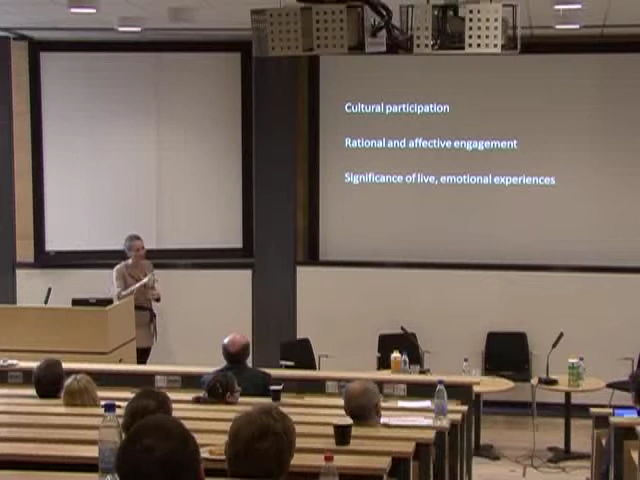 Cultural participation
Rational and affective engagement
Significance of live, emotional experiences